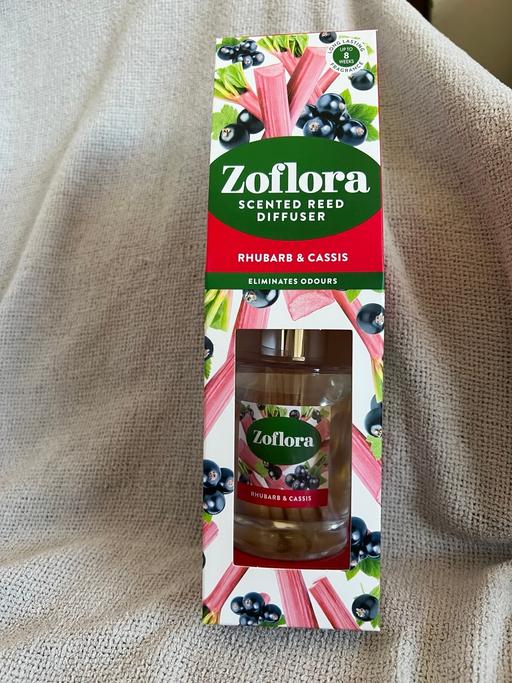 LONG LASTING
UP TO
8
WEEKS
FRAGRANCE
Zoflora
SCENTED REED
DIFFUSER
RHUBARB & CASSIS
ELIMINATES ODOURS
Zoflora
RHUBARB & CASSIS